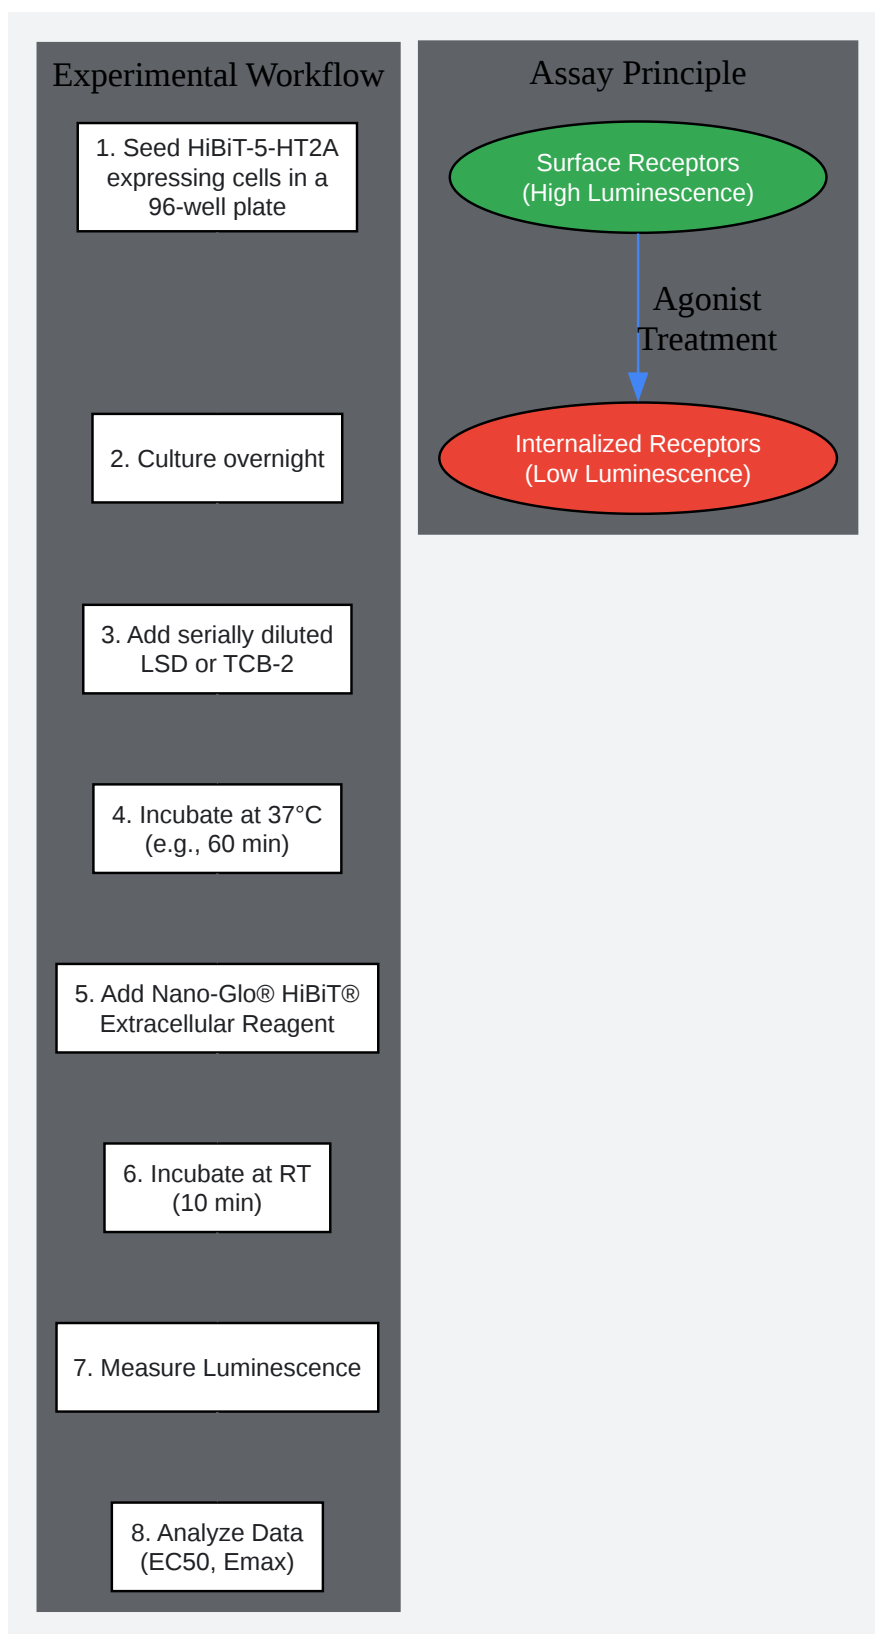 Experimental Workflow
1. Seed HiBiT-5-HT2A
expressing cells in a
96-well plate
2. Culture overnight
3. Add serially diluted
LSD or TCB-2
4. Incubate at 37°C
(e.g., 60 min)
5. Add Nano-Glo® HiBiT®
Extracellular Reagent
6. Incubate at RT
(10 min)
7. Measure Luminescence
8. Analyze Data
(EC50, Emax)
Assay Principle
Surface Receptors
(High Luminescence)
Agonist
Treatment
Internalized Receptors
(Low Luminescence)